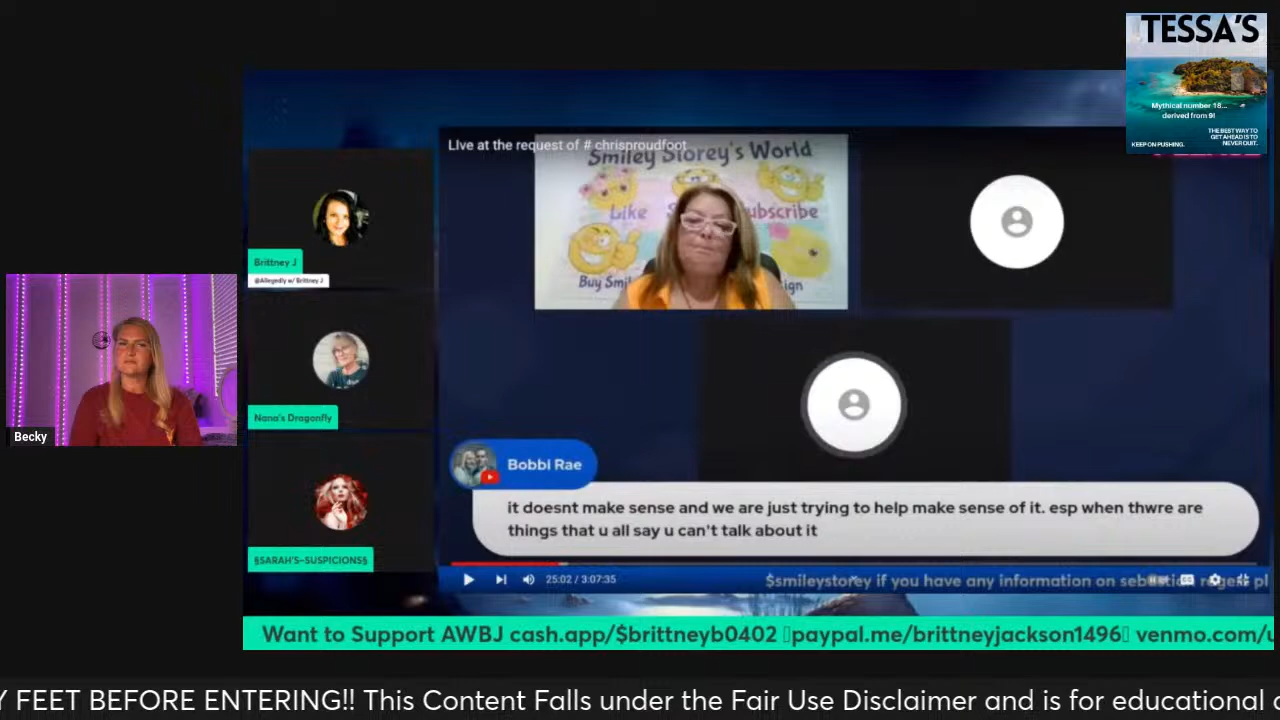 TESSA'S
Mythical number 18...
derived from 9!
THE BEST WAY TO
GET AHEAD IS TO
NEVER QUIT.
KEEP ON PUSHING.
LIve at the request of # chrisproudfoot
Smiley Storey's World
Like
ubscribe
Buy Smi
ign
Brittney J
@Allegedly w/ Brittney J
Nana's Dragonfly
§SARAH'S~SUSPICIONS§
Becky
Bobbi Rae
it doesnt make sense and we are just trying to help make sense of it. esp when thwre are
things that u all say u can't talk about it
25:02 / 3:07:35
$smileystorey if you have any information on
pl
Want to Support AWBJ cash.app/$brittneyb0402 paypal.me/brittneyjackson1496 venmo.com/u
Y FEET BEFORE ENTERING!! This Content Falls under the Fair Use Disclaimer and is for educational